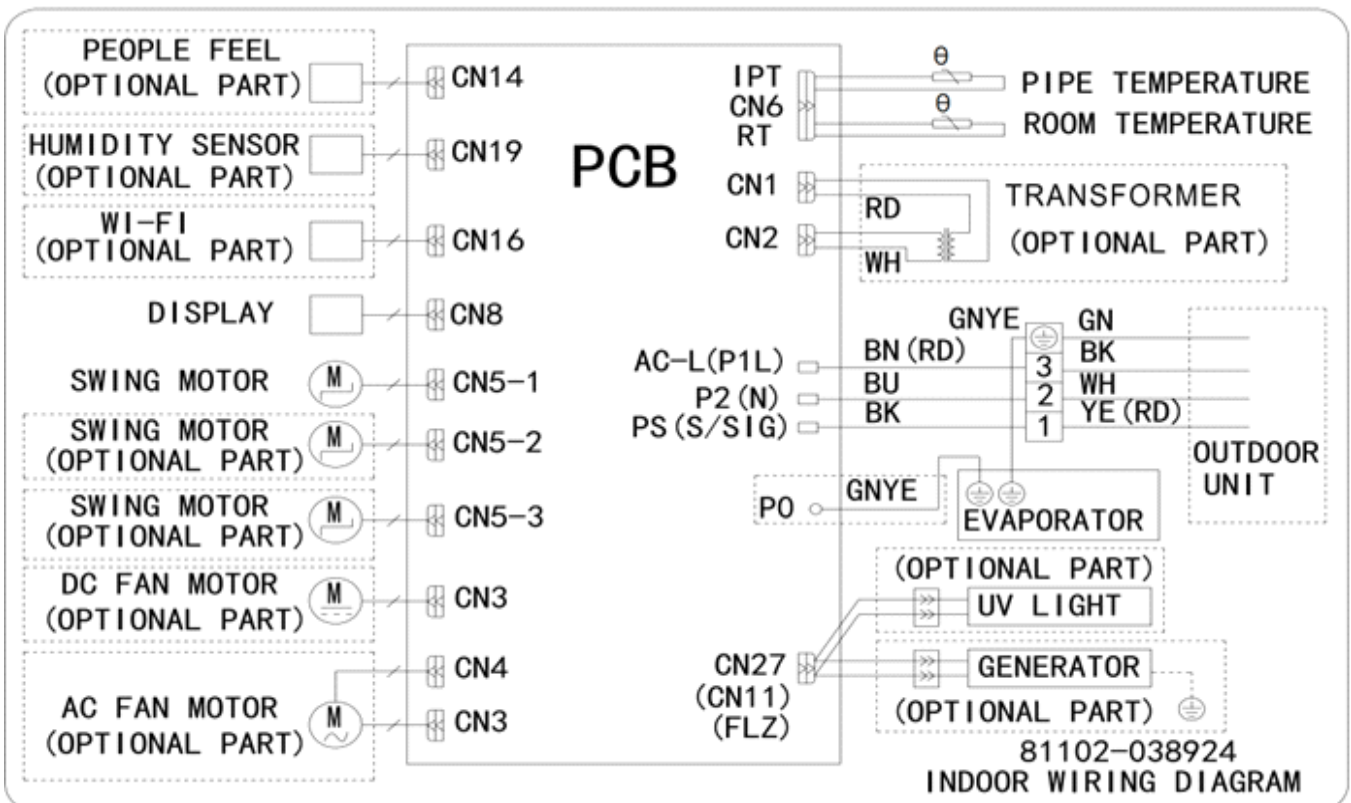 PEOPLE FEEL
(OPTIONAL PART)
CN14
HUMIDITY SENSOR
(OPTIONAL PART)
CN19
WI-FI
(OPTIONAL PART)
CN16
DISPLAY
CN8
SWING MOTOR
M
CN5-1
SWING MOTOR
(OPTIONAL PART)
M
CN5-2
SWING MOTOR
(OPTIONAL PART)
M
CN5-3
DC FAN MOTOR
(OPTIONAL PART)
M
CN3
AC FAN MOTOR
(OPTIONAL PART)
M
CN4
CN3
PCB
IPT
CN6
RT
θ
PIPE TEMPERATURE
θ
ROOM TEMPERATURE
CN1
CN2
RD
WH
TRANSFORMER
(OPTIONAL PART)
GNYE GN
AC-L(P1L) BN(RD) 3 BK
P2(N) BU 2 WH
PS(S/SIG) BK 1 YE(RD)
OUTDOOR
UNIT
P0 GNYE
EVAPORATOR
(OPTIONAL PART)
UV LIGHT
CN27
(CN11)
(FLZ)
GENERATOR
(OPTIONAL PART)
81102-038924
INDOOR WIRING DIAGRAM